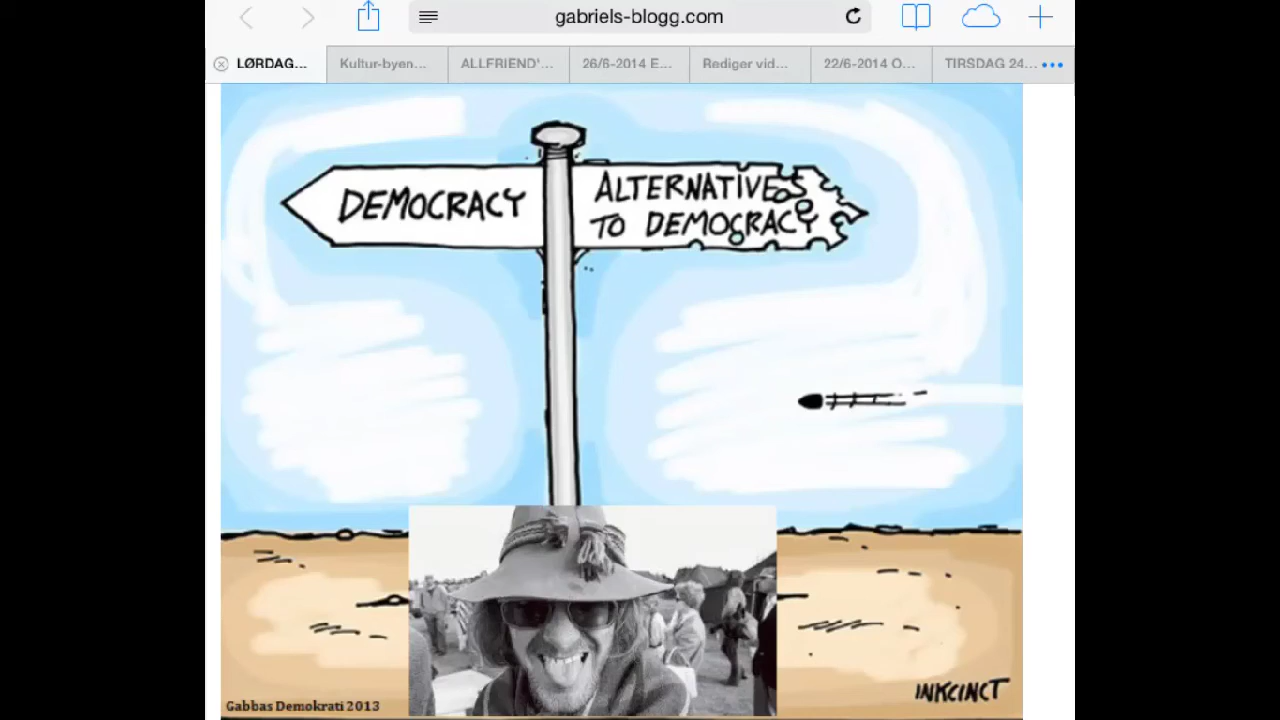 gabriels-blogg.com
LØRDAG...
Kultur-byen...
ALLFRIEND'...
26/6-2014 E...
Rediger vid...
22/6-2014 O...
TIRSDAG 24...
DEMOCRACY
ALTERNATIVES
TO DEMOCRACY
INKCINCT
Gabbas Demokrati 2013